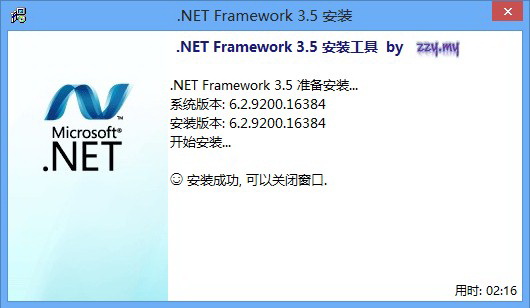 .NET Framework 3.5 安装
.NET Framework 3.5 安装工具 by zzy.my
Microsoft®
.NET
™
.NET Framework 3.5 准备安装...
系统版本: 6.2.9200.16384
安装版本: 6.2.9200.16384
开始安装...
☺ 安装成功, 可以关闭窗口.
用时: 02:16